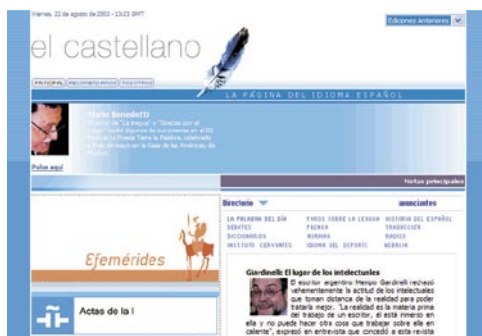 Viernes, 22 de agosto de 2003 - 13:23 GMT
Ediciones Anteriores
el castellano
PRINCIPAL RECOMENDAMOS NOSOTROS
LA PÁGINA DEL IDIOMA ESPAÑOL
Mario Benedetti
Pulse aquí
Notas principales
Directorio
anunciantes
LA PALABRA DEL DÍA
FOROS SOBRE LA LENGUA
HISTORIA DEL ESPAÑOL
DEBATES
PRENSA
TRADUCCIÓN
DICCIONARIOS
NORMAS
RADIOS
INSTITUTO CERVANTES
IDIOMA DEL DEPORTE
NEBRIJA
Efemérides
Giardinelli: El lugar de los intelectuales
El escritor argentino Mempo Giardinelli rechazó
vehementemente la actitud de los intelectuales
que toman distancia de la realidad para poder
tratarla mejor. "La realidad es la materia prima
del trabajo de un escritor, él está inmerso en
ella y no puede hacer otra cosa que trabajar sobre ella en
caliente", expresó en entrevista que concedió a esta revista
Actas de la I